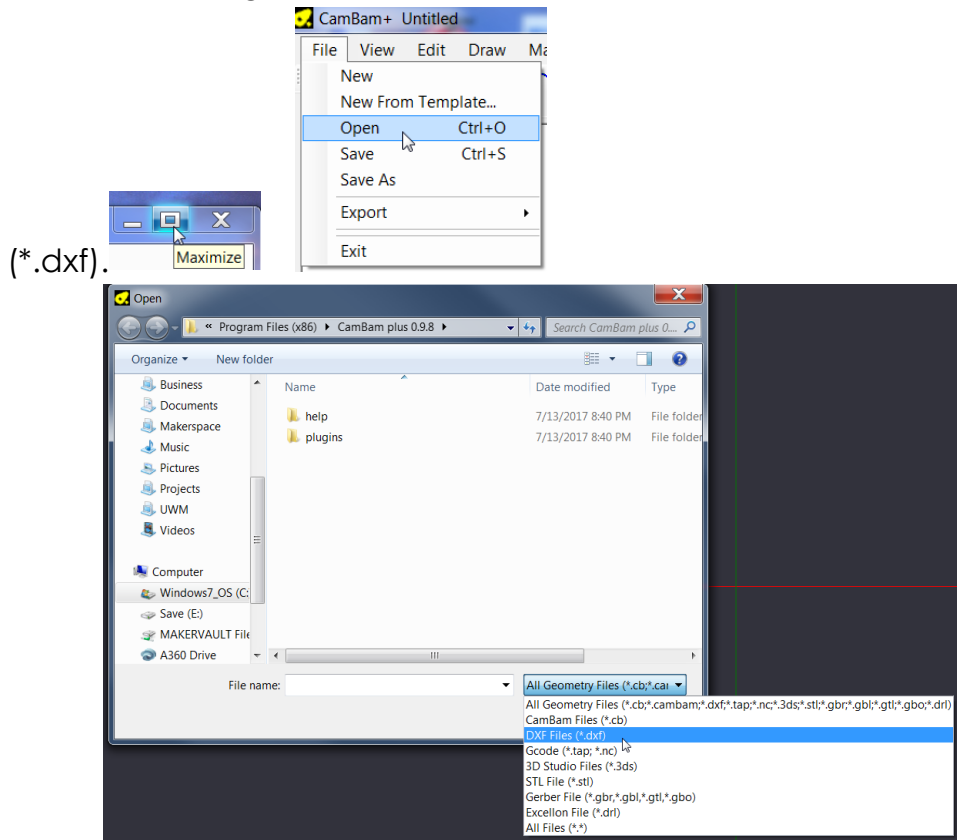 CamBam+ Untitled
File View Edit Draw
New
New From Template...
Open Ctrl+O
Save Ctrl+S
Save As
Export
Exit
X
Maximize
(*.dxf).
Open
X
« Program Files (x86) CamBam plus 0.9.8
Search CamBam plus 0....
Organize New folder
Name Date modified Type
Business
Documents
Makerspace
Music
Pictures
Projects
UWM
Videos
help 7/13/2017 8:40 PM File folder
plugins 7/13/2017 8:40 PM File folder
Computer
Windows7_OS (C:
Save (E:)
MAKERVAULT File
A360 Drive
File name:
All Geometry Files (*.cb;*.cai
All Geometry Files (*.cb;*.cambam;*.dxf;*.tap;*.nc;*.3ds;*.stl;*.gbr;*.gbl;*.gtl;*.gbo;*.drl)
CamBam Files (*.cb)
DXF Files (*.dxf)
Gcode (*.tap; *.nc)
3D Studio Files (*.3ds)
STL File (*.stl)
Gerber File (*.gbr,*.gbl,*.gtl,*.gbo)
Excellon File (*.drl)
All Files (*.*)